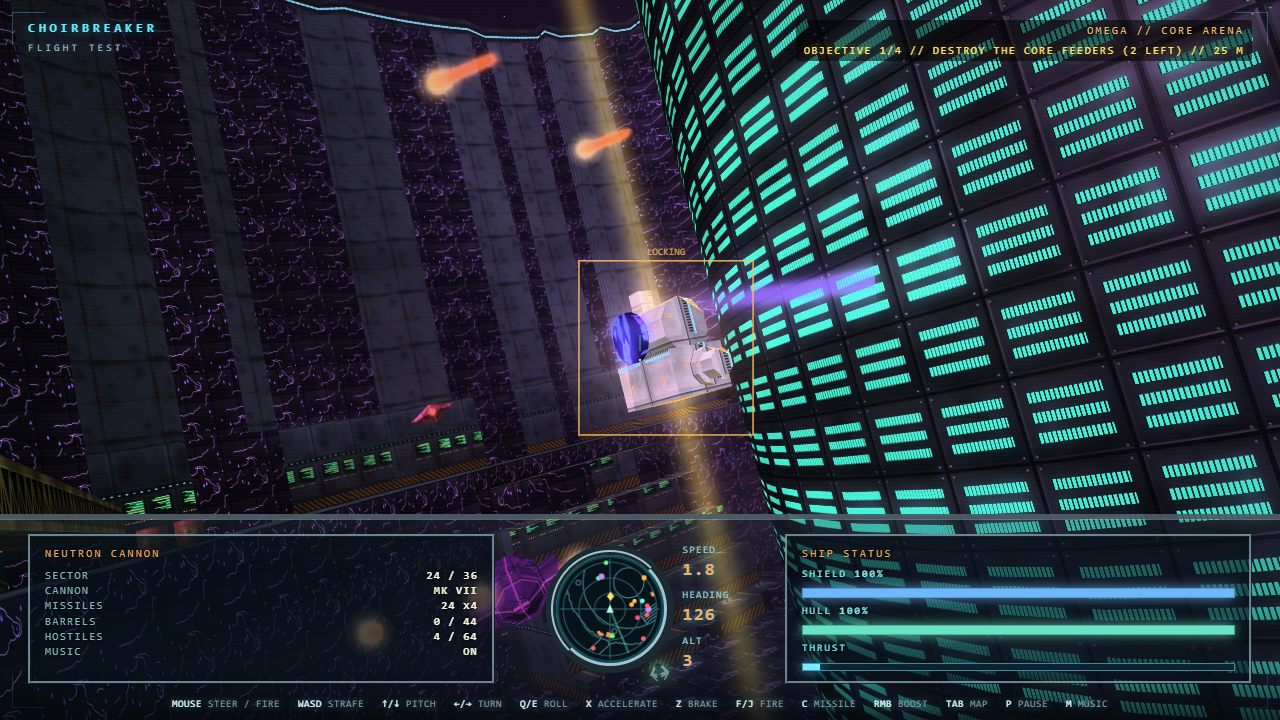 CHOIRBREAKER
FLIGHT TEST
OMEGA // CORE ARENA
OBJECTIVE 1/4 // DESTROY THE CORE FEEDERS (2 LEFT) // 25 M
LOCKING
NEUTRON CANNON
SECTOR 24 / 36
CANNON MK VII
MISSILES 24 X4
BARRELS 0 / 44
HOSTILES 4 / 64
MUSIC ON
SPEED
1.8
HEADING
126
ALT
3
SHIP STATUS
SHIELD 100%
HULL 100%
THRUST
MOUSE STEER / FIRE WASD STRAFE ↑/↓ PITCH ←/→ TURN Q/E ROLL X ACCELERATE Z BRAKE F/J FIRE C MISSILE RMB BOOST TAB MAP P PAUSE M MUSIC